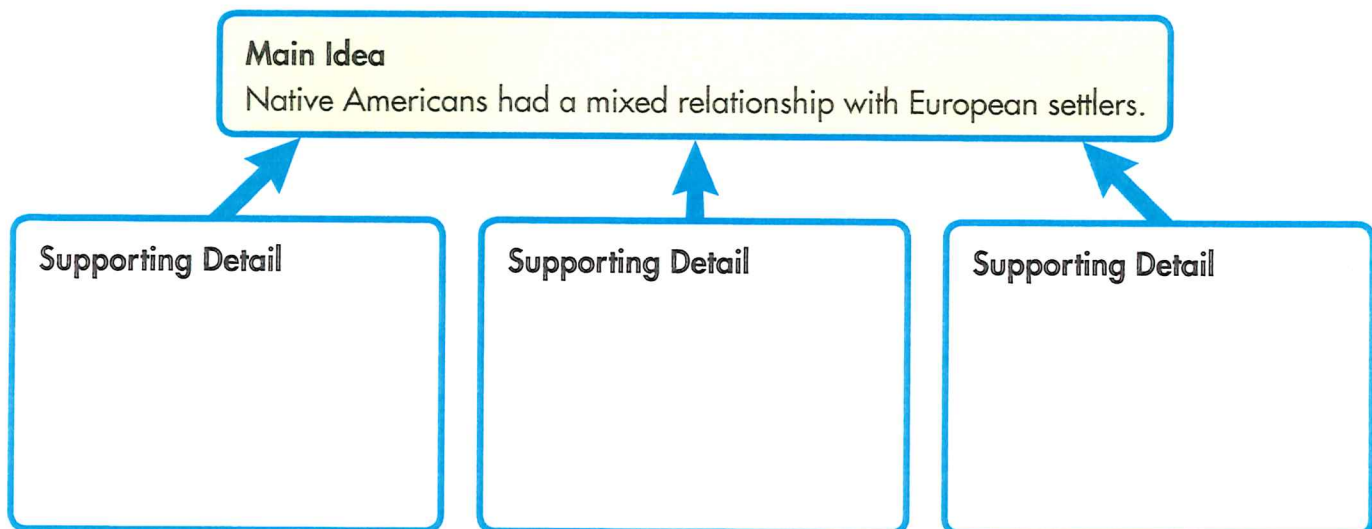 Main Idea
Native Americans had a mixed relationship with European settlers.
Supporting Detail
Supporting Detail
Supporting Detail